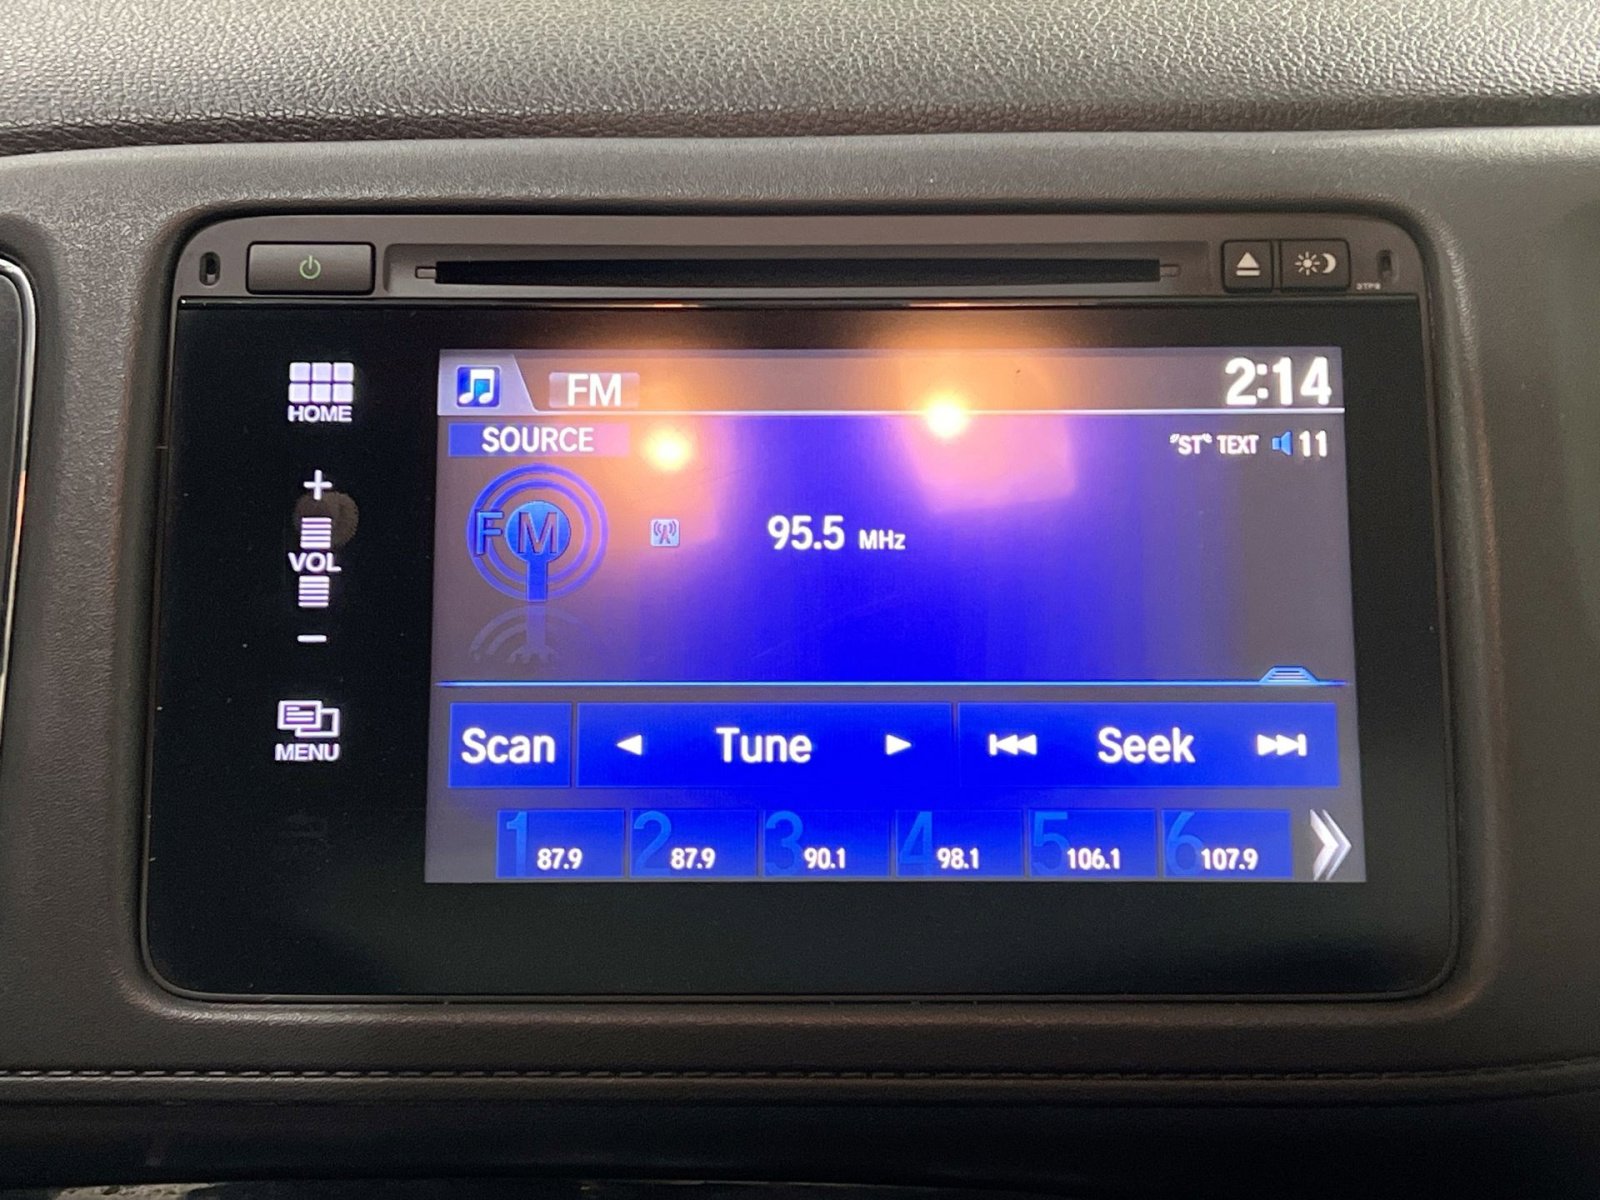 HOME
+
VOL
−
MENU
FM
2:14
SOURCE
"ST" TEXT 11
FM
95.5 MHz
Scan Tune Seek
1 87.9
2 87.9
3 90.1
4 98.1
5 106.1
6 107.9